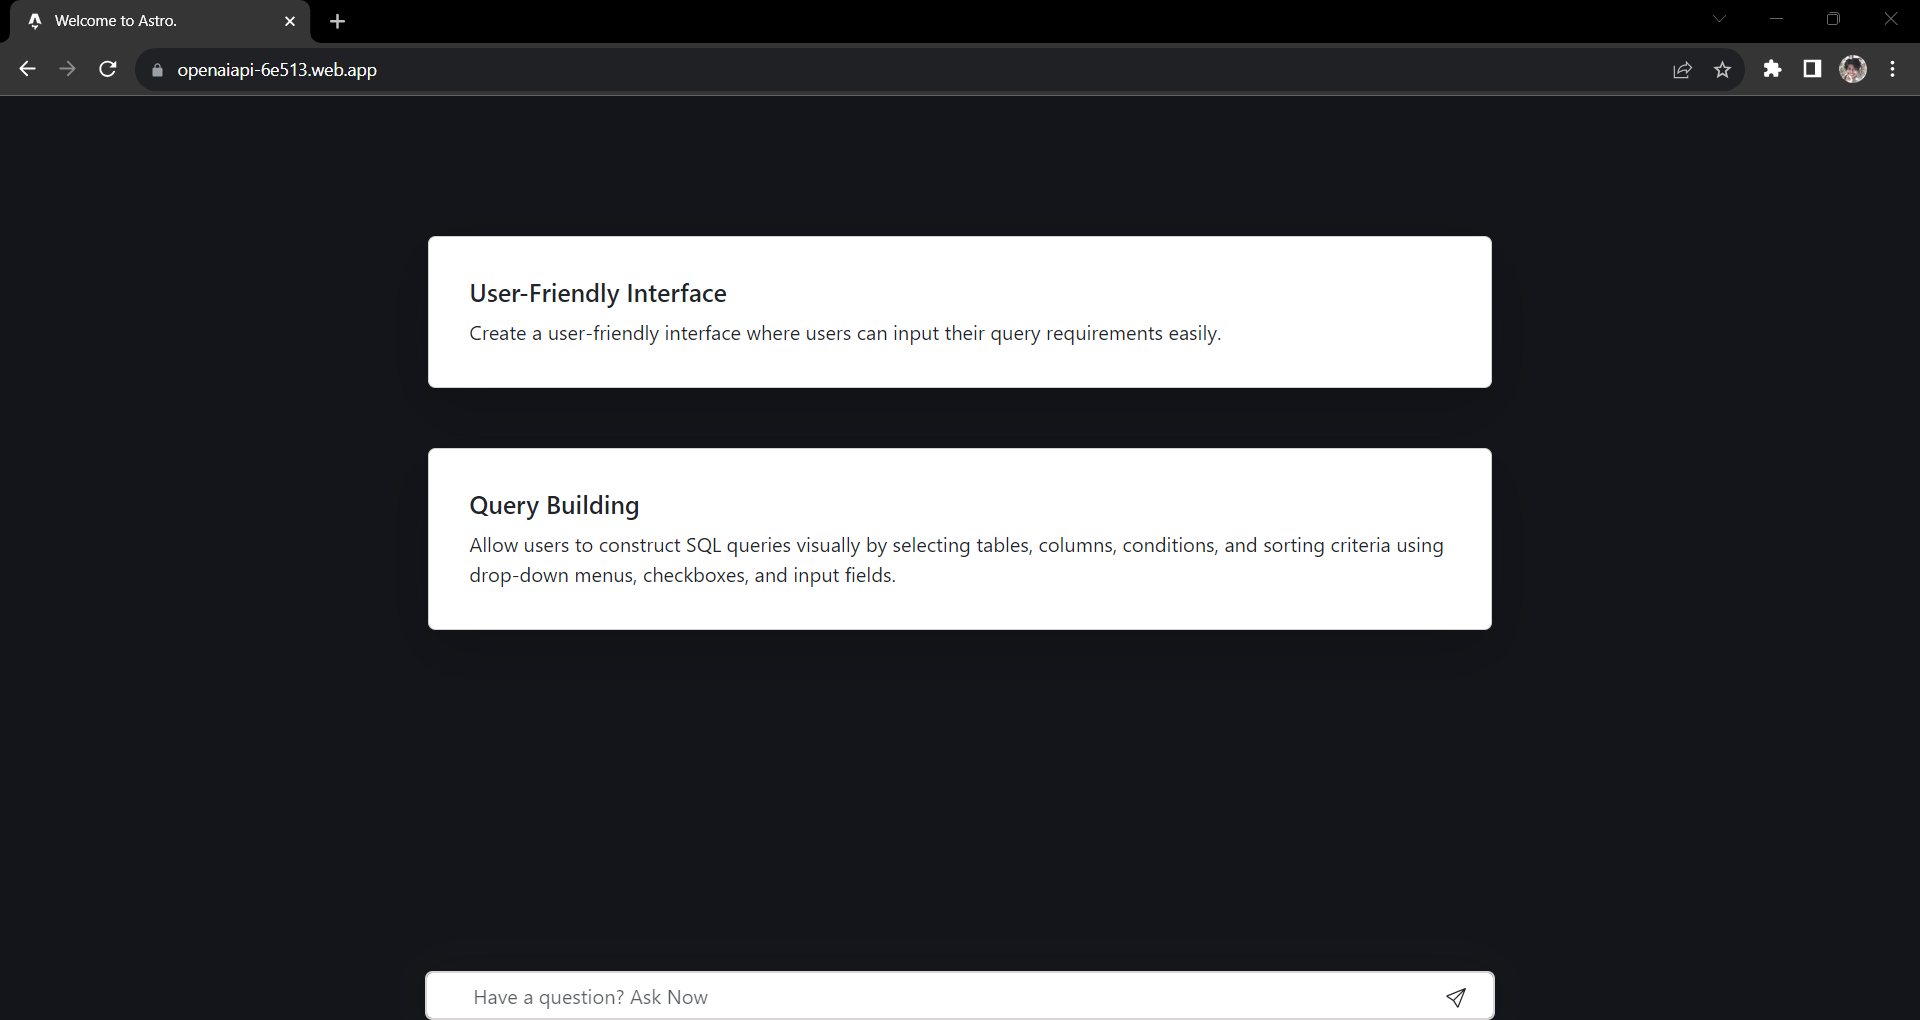 Welcome to Astro.
openaiapi-6e513.web.app
User-Friendly Interface
Create a user-friendly interface where users can input their query requirements easily.
Query Building
Allow users to construct SQL queries visually by selecting tables, columns, conditions, and sorting criteria using
drop-down menus, checkboxes, and input fields.
Have a question? Ask Now